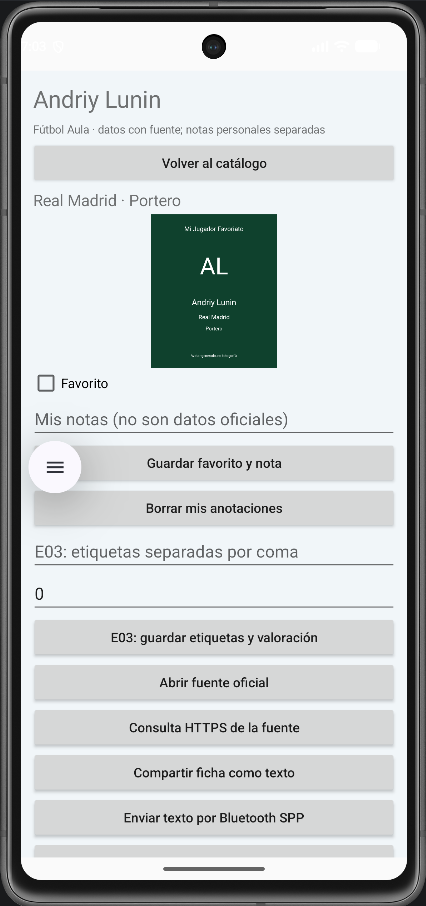 Andriy Lunin
Fútbol Aula · datos con fuente; notas personales separadas
Volver al catálogo
Real Madrid · Portero
Mi Jugador Favorito
AL
Andriy Lunin
Real Madrid
Portero
Favorito
Mis notas (no son datos oficiales)
Guardar favorito y nota
Borrar mis anotaciones
E03: etiquetas separadas por coma
0
E03: guardar etiquetas y valoración
Abrir fuente oficial
Consulta HTTPS de la fuente
Compartir ficha como texto
Enviar texto por Bluetooth SPP